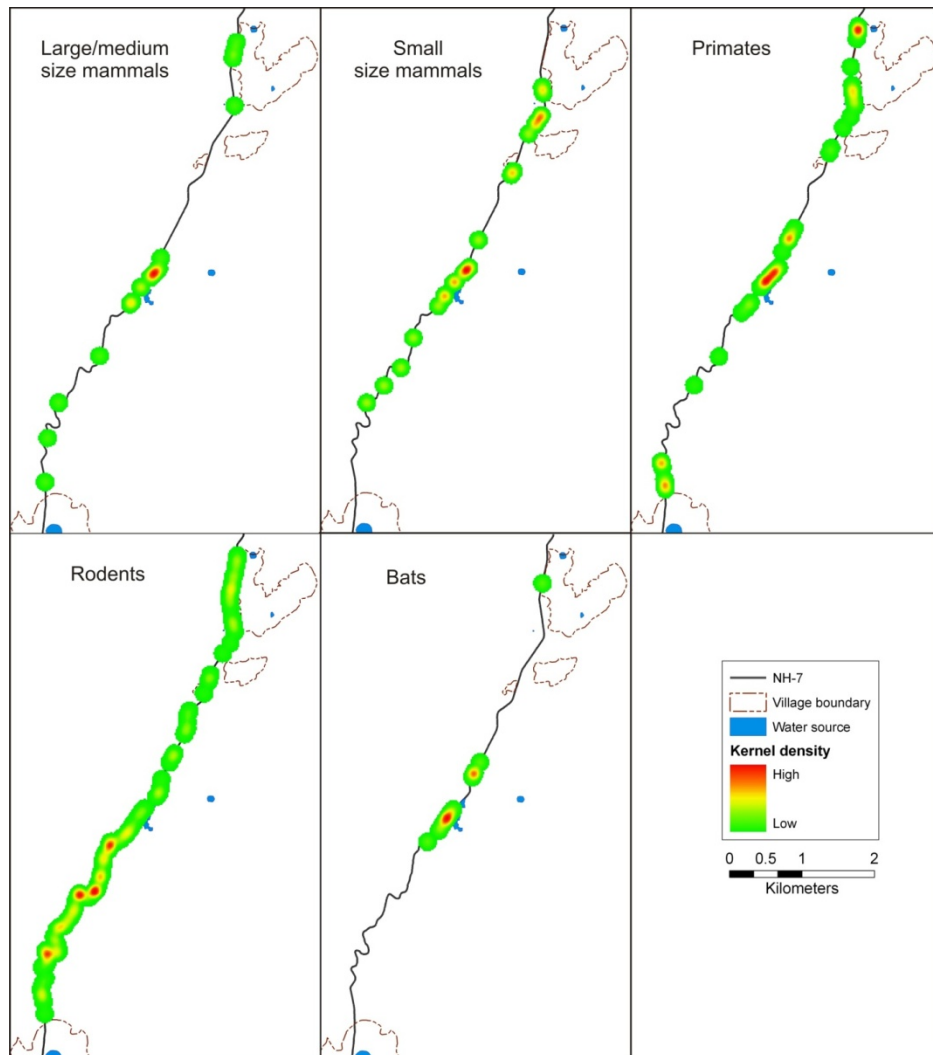 Large/medium
size mammals
Small
size mammals
Primates
Rodents
Bats
NH-7
Village boundary
Water source
Kernel density
High
Low
0 0.5 1 2
Kilometers